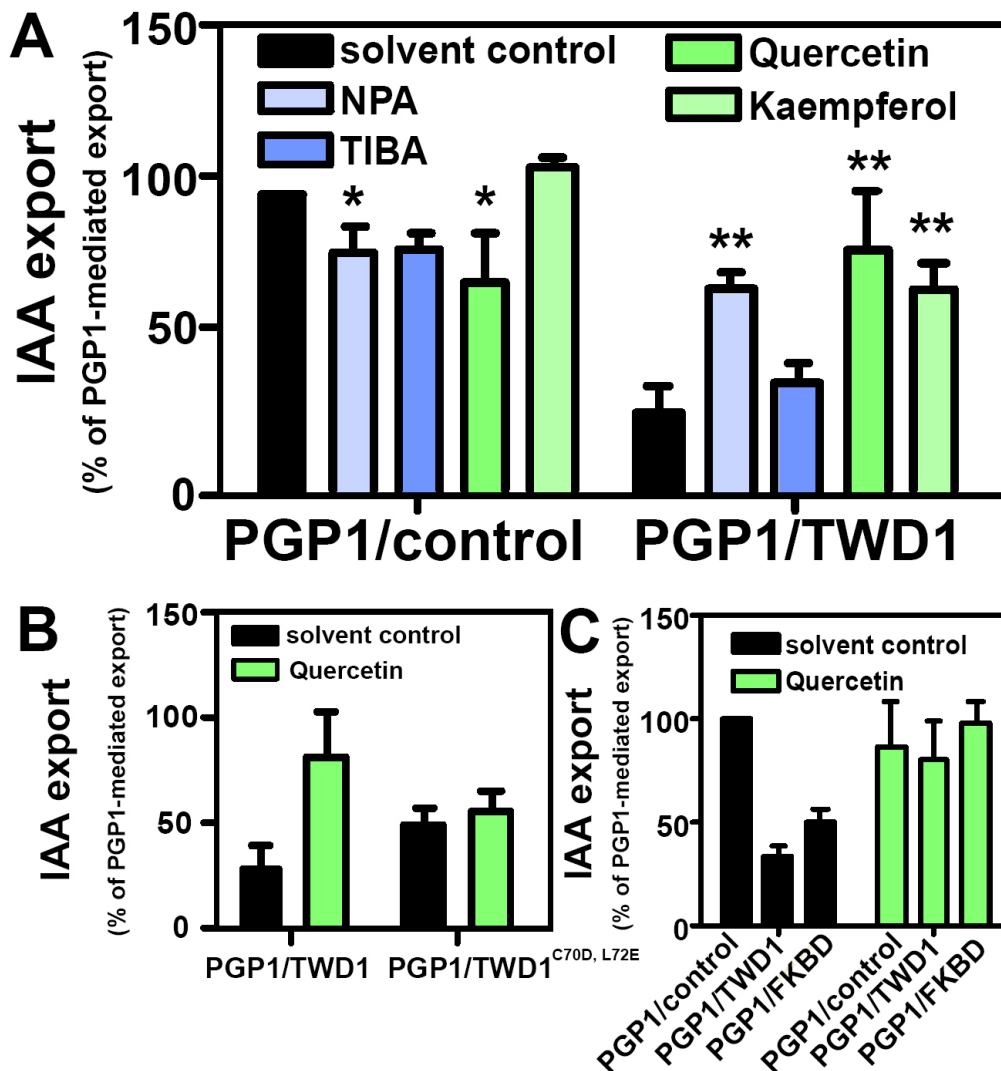 A
150
100
50
0
IAA export
(% of PGP1-mediated export)
solvent control
NPA
TIBA
Quercetin
Kaempferol
*
*
**
**
**
PGP1/control
PGP1/TWD1
B
150
100
50
0
IAA export
(% of PGP1-mediated export)
solvent control
Quercetin
PGP1/TWD1
PGP1/TWD1C70D, L72E
C
150
100
50
0
IAA export
(% of PGP1-mediated export)
solvent control
Quercetin
PGP1/control
PGP1/TWD1
PGP1/FKBD
PGP1/control
PGP1/TWD1
PGP1/FKBD